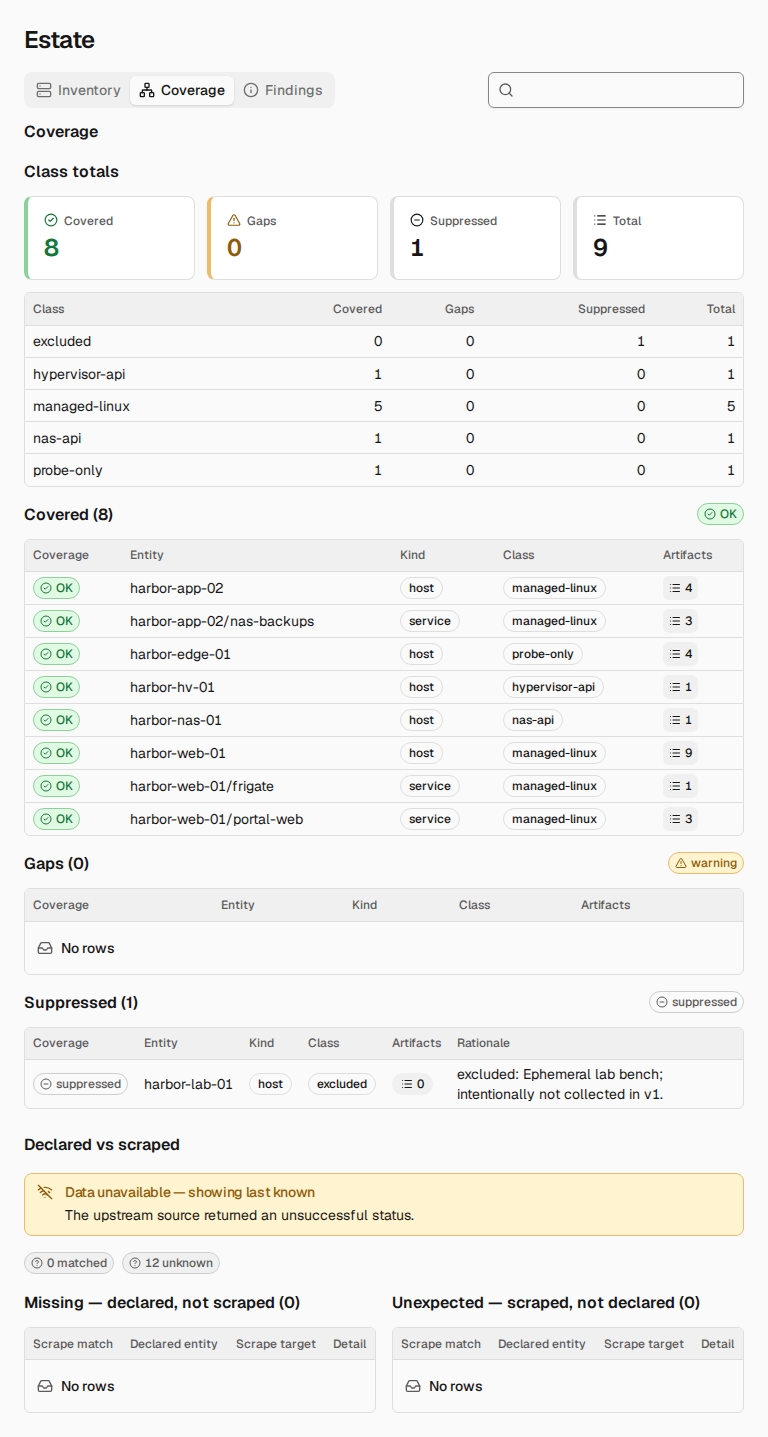 Estate
Inventory Coverage Findings
Coverage
Class totals
Covered Gaps Suppressed Total
8 0 1 9
Class Covered Gaps Suppressed Total
excluded 0 0 1 1
hypervisor-api 1 0 0 1
managed-linux 5 0 0 5
nas-api 1 0 0 1
probe-only 1 0 0 1
Covered (8) OK
Coverage Entity Kind Class Artifacts
OK harbor-app-02 host managed-linux 4
OK harbor-app-02/nas-backups service managed-linux 3
OK harbor-edge-01 host probe-only 4
OK harbor-hv-01 host hypervisor-api 1
OK harbor-nas-01 host nas-api 1
OK harbor-web-01 host managed-linux 9
OK harbor-web-01/frigate service managed-linux 1
OK harbor-web-01/portal-web service managed-linux 3
Gaps (0) warning
Coverage Entity Kind Class Artifacts
No rows
Suppressed (1) suppressed
Coverage Entity Kind Class Artifacts Rationale
suppressed harbor-lab-01 host excluded 0 excluded: Ephemeral lab bench;
intentionally not collected in v1.
Declared vs scraped
Data unavailable — showing last known
The upstream source returned an unsuccessful status.
0 matched 12 unknown
Missing — declared, not scraped (0) Unexpected — scraped, not declared (0)
Scrape match Declared entity Scrape target Detail Scrape match Declared entity Scrape target Detail
No rows No rows